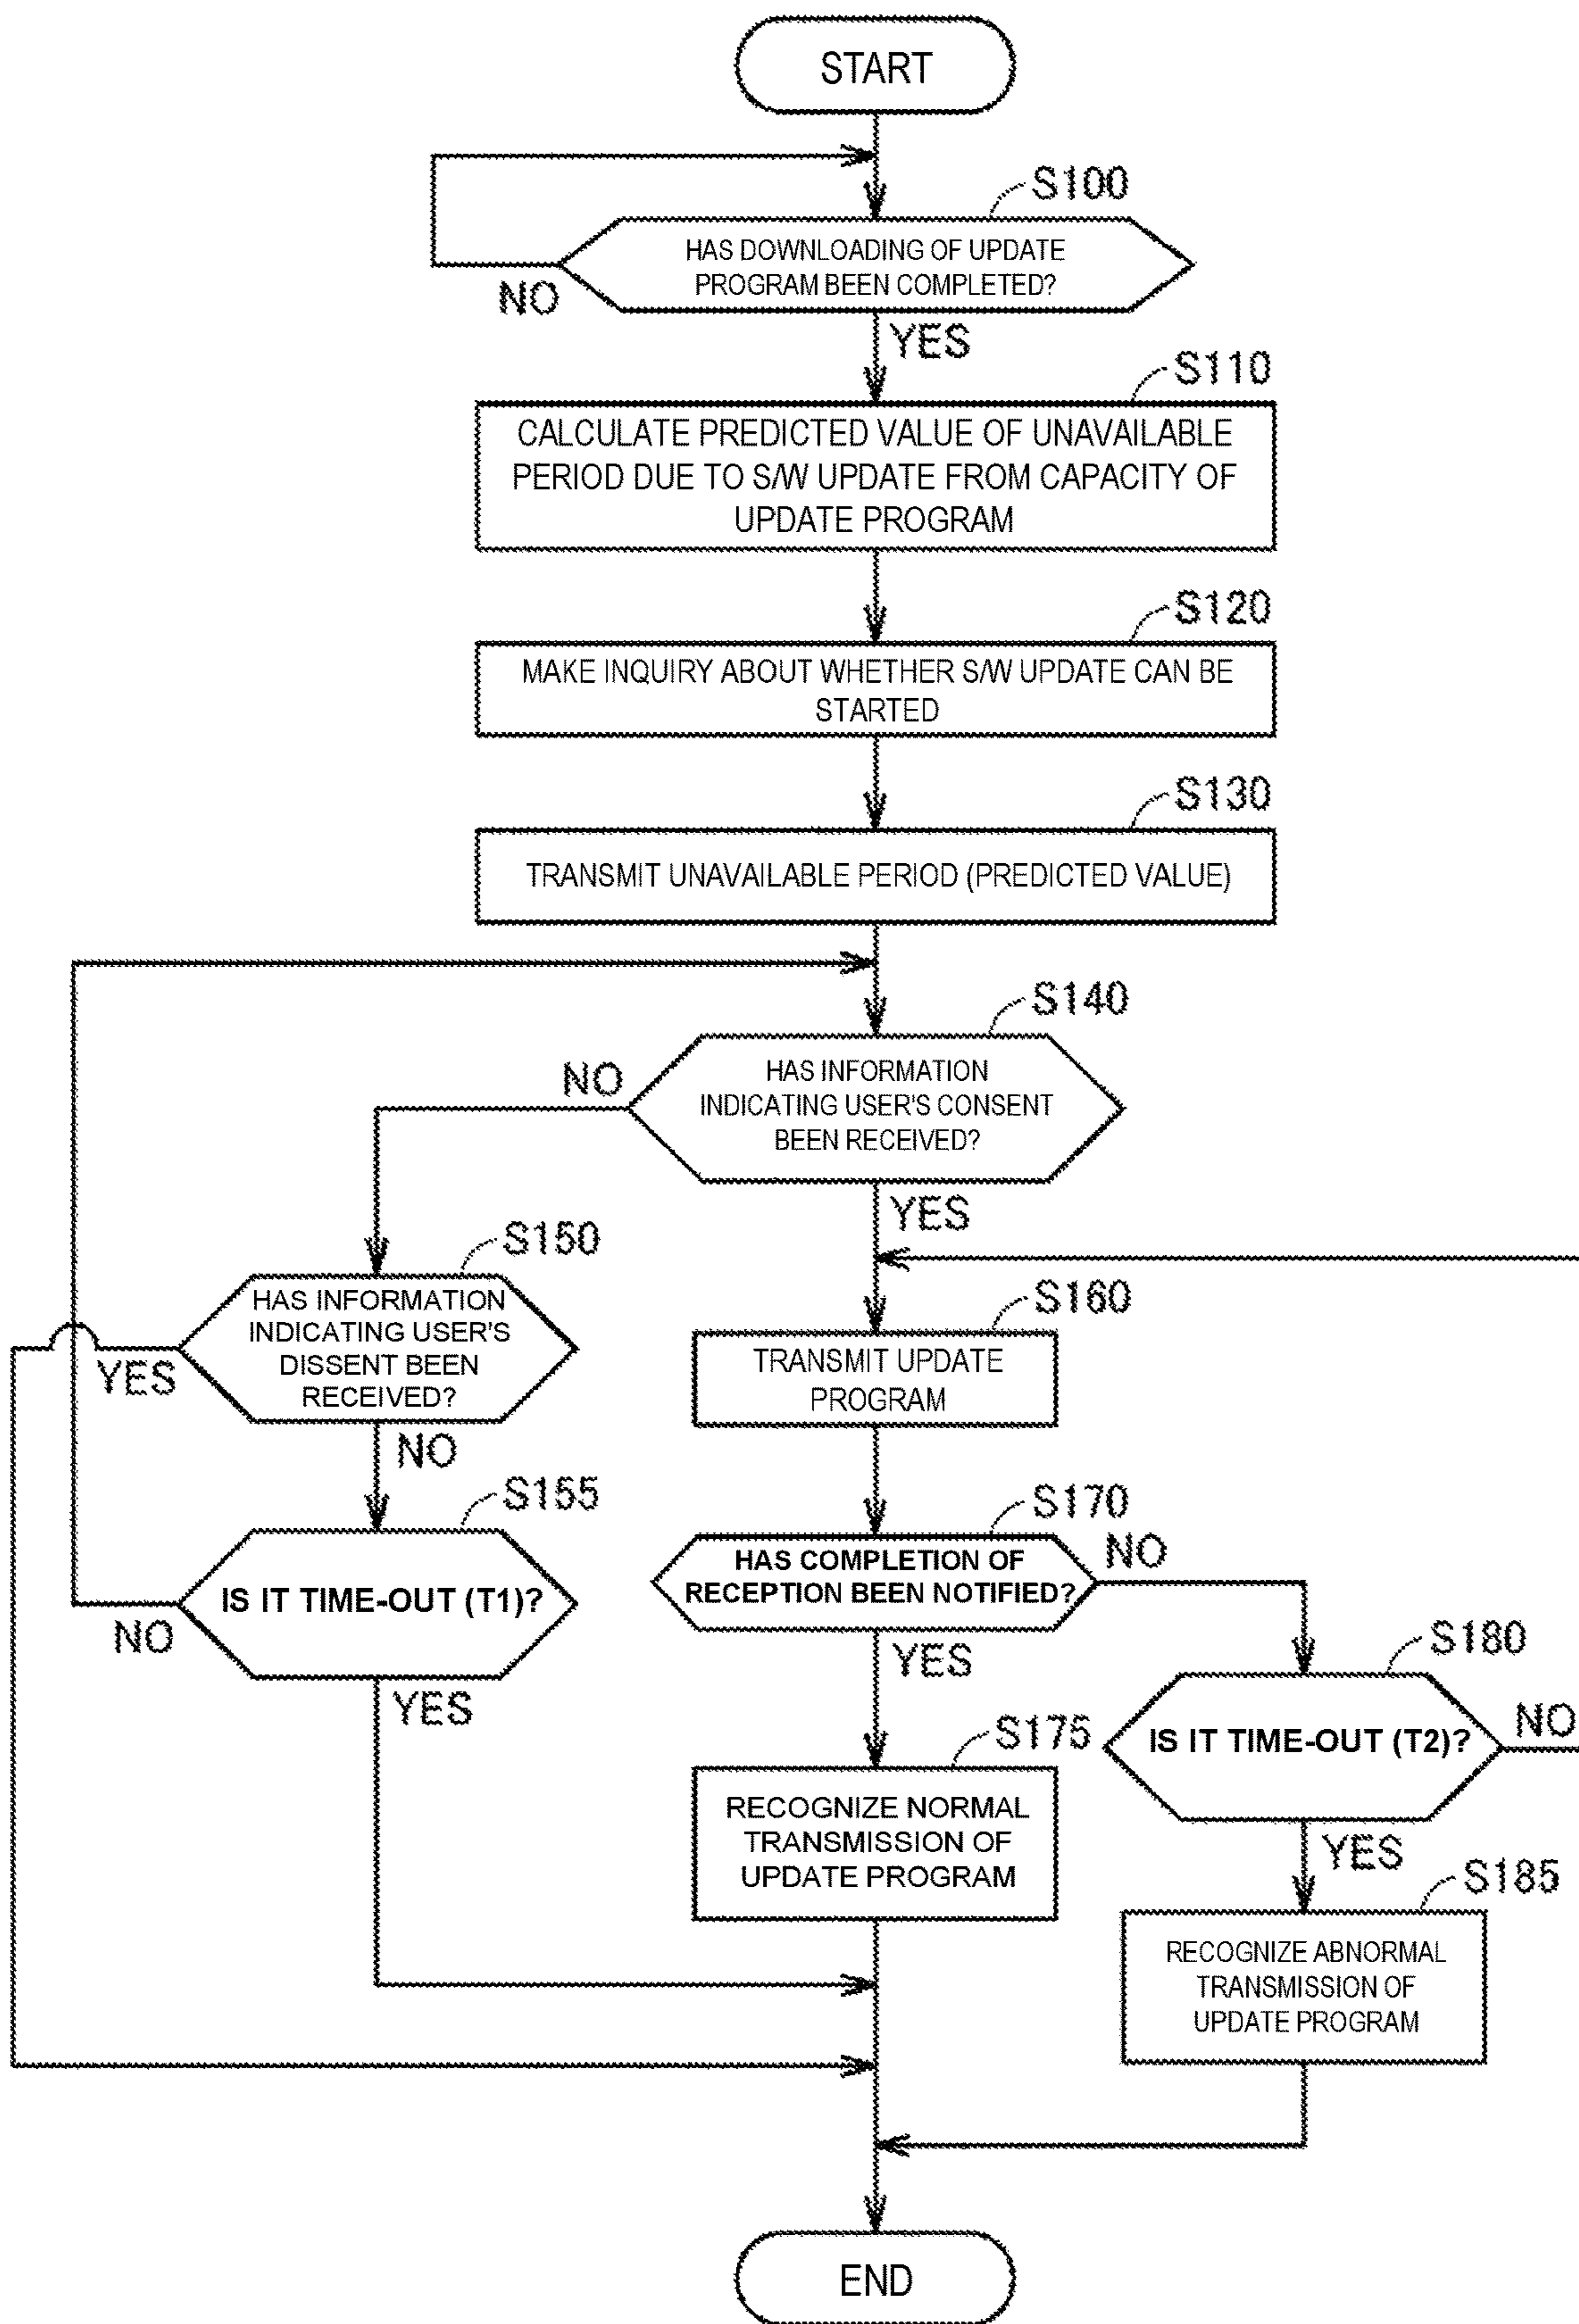 START
S100
HAS DOWNLOADING OF UPDATE
PROGRAM BEEN COMPLETED?
NO
YES
S110
CALCULATE PREDICTED VALUE OF UNAVAILABLE
PERIOD DUE TO S/W UPDATE FROM CAPACITY OF
UPDATE PROGRAM
S120
MAKE INQUIRY ABOUT WHETHER S/W UPDATE CAN BE
STARTED
S130
TRANSMIT UNAVAILABLE PERIOD (PREDICTED VALUE)
S140
HAS INFORMATION
INDICATING USER'S CONSENT
BEEN RECEIVED?
NO
YES
S150
HAS INFORMATION
INDICATING USER'S
DISSENT BEEN
RECEIVED?
YES
NO
S155
IS IT TIME-OUT (T1)?
NO
YES
S160
TRANSMIT UPDATE
PROGRAM
S170
HAS COMPLETION OF
RECEPTION BEEN NOTIFIED?
NO
YES
S175
RECOGNIZE NORMAL
TRANSMISSION OF
UPDATE PROGRAM
S180
IS IT TIME-OUT (T2)?
NO
YES
S185
RECOGNIZE ABNORMAL
TRANSMISSION OF
UPDATE PROGRAM
END